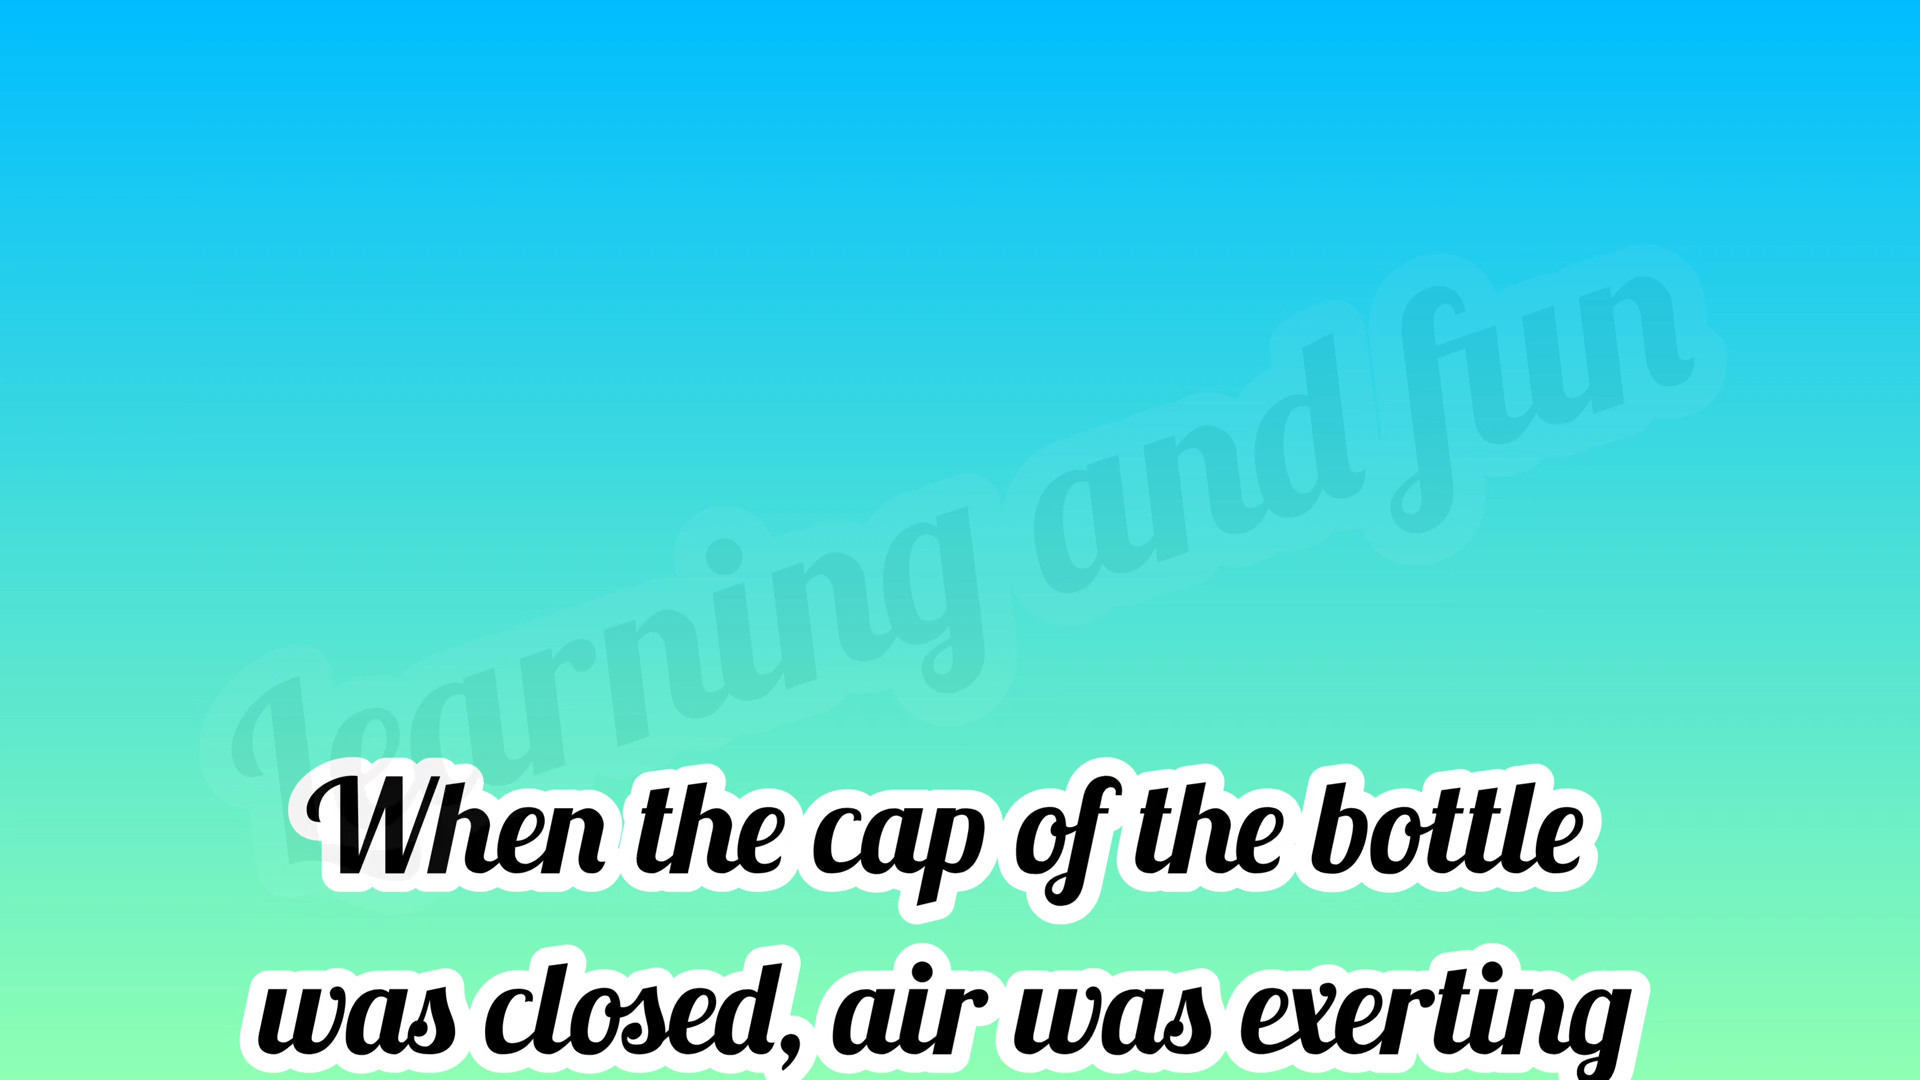 Learning and fun
When the cap of the bottle
was closed, air was exerting